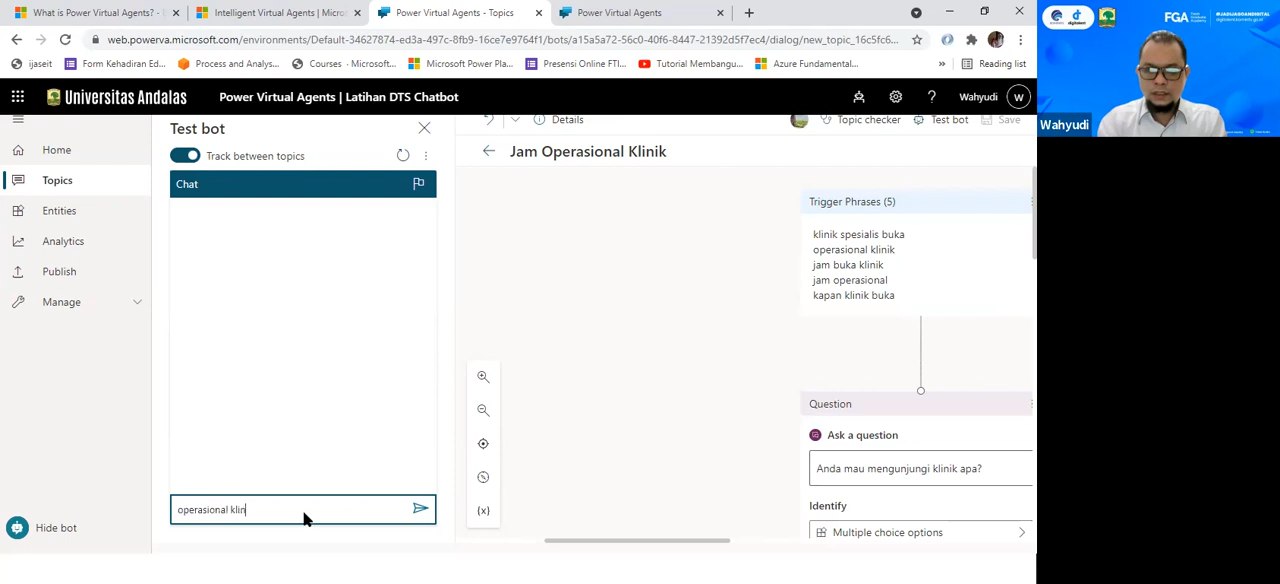 What is Power Virtual Agents? -
Intelligent Virtual Agents | Micros
Power Virtual Agents - Topics
Power Virtual Agents
web.powerva.microsoft.com/environments/Default-34627874-ed3a-497c-8fb9-16ce7e9764f1/bots/a15a5a72-56c0-40f6-8447-21392d5f7ec4/dialog/new_topic_16c5fc6...
ijaseit
Form Kehadiran Ed...
Process and Analys...
Courses · Microsoft...
Microsoft Power Pla...
Presensi Online FTI...
Tutorial Membangu...
Azure Fundamental...
»
Reading list
Universitas Andalas
Power Virtual Agents | Latihan DTS Chatbot
?
Wahyudi
W
Home
Topics
Entities
Analytics
Publish
Manage
Hide bot
Test bot
Track between topics
Chat
operasional klin
Details
Topic checker
Test bot
Save
Jam Operasional Klinik
Trigger Phrases (5)
klinik spesialis buka
operasional klinik
jam buka klinik
jam operasional
kapan klinik buka
Question
Ask a question
Anda mau mengunjungi klinik apa?
Identify
Multiple choice options
(x)
FGA
Wahyudi